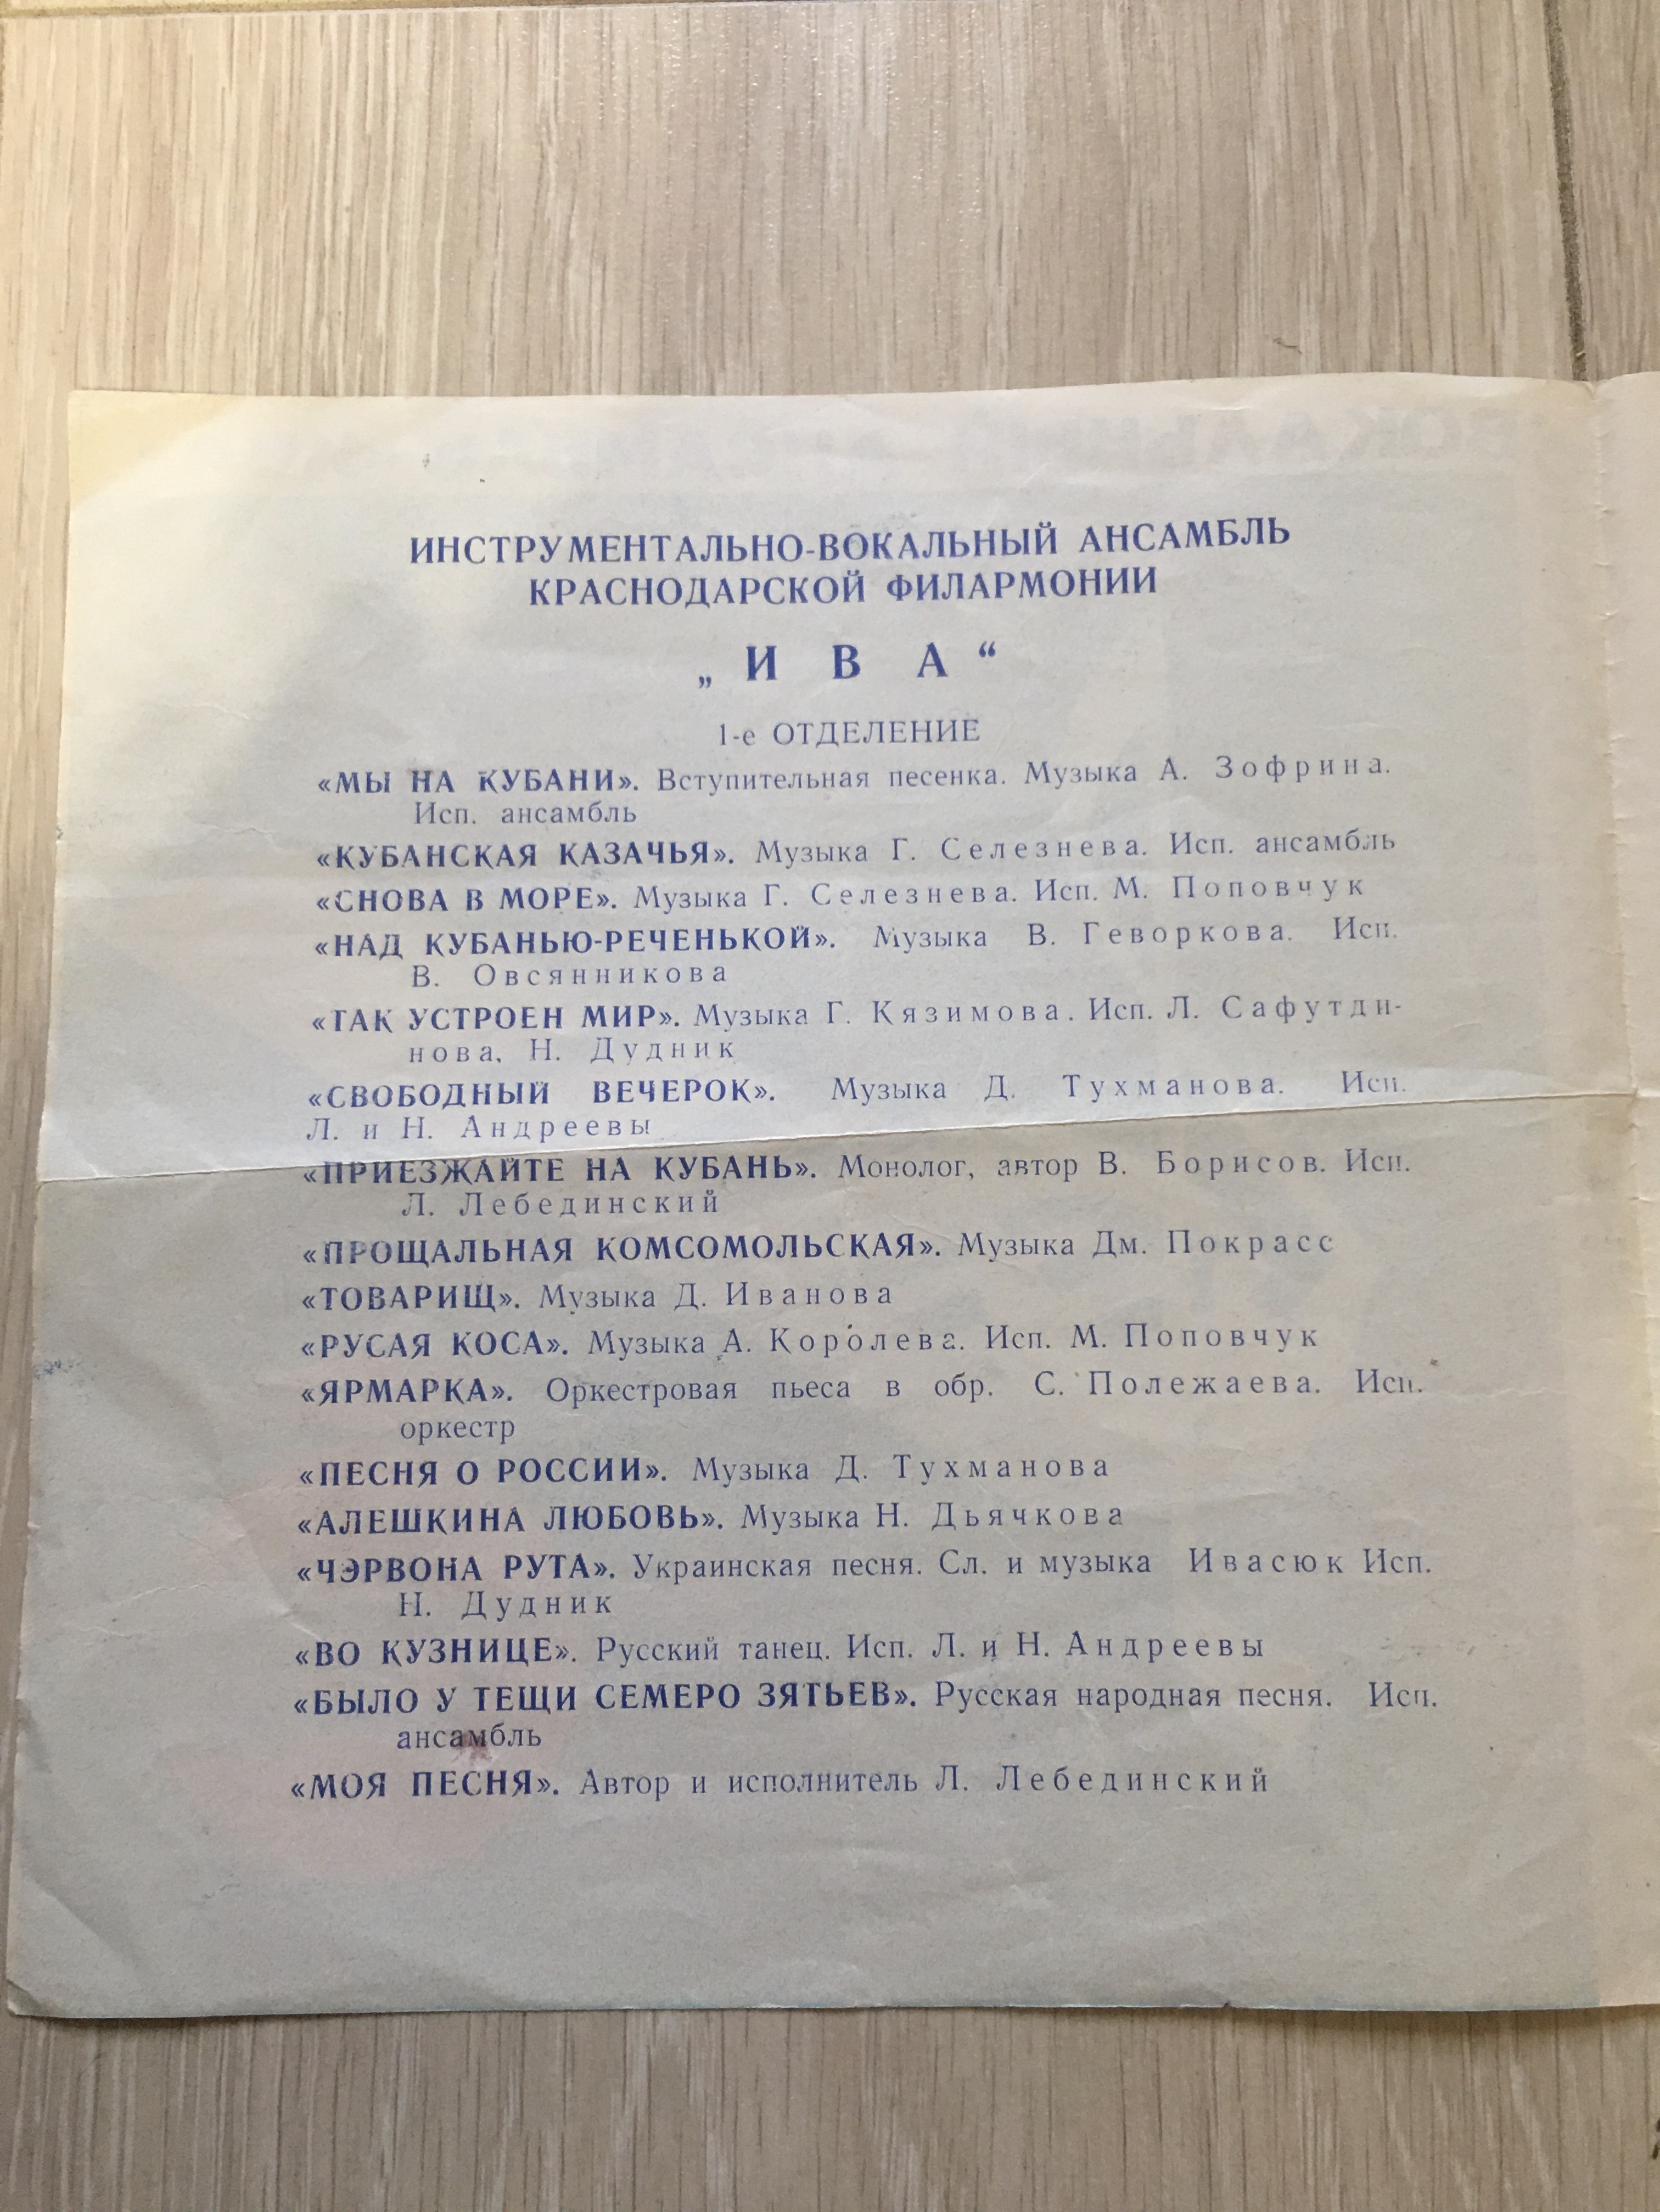 ИНСТРУМЕНТАЛЬНО-ВОКАЛЬНЫЙ АНСАМБЛЬ
КРАСНОДАРСКОЙ ФИЛАРМОНИИ
„ИВА“
1-е ОТДЕЛЕНИЕ
«МЫ НА КУБАНИ». Вступительная песенка. Музыка А. Зофрина.
Исп. ансамбль
«КУБАНСКАЯ КАЗАЧЬЯ». Музыка Г. Селезнева. Исп. ансамбль
«СНОВА В МОРЕ». Музыка Г. Селезнева. Исп. М. Поповчук
«НАД КУБАНЬЮ-РЕЧЕНЬКОЙ». Музыка В. Геворкова. Исп.
В. Овсянникова
«ТАК УСТРОЕН МИР». Музыка Г. Кязимова. Исп. Л. Сафутди-
нова, Н. Дудник
«СВОБОДНЫЙ ВЕЧЕРОК». Музыка Д. Тухманова. Исп.
Л. и Н. Андреевы
«ПРИЕЗЖАЙТЕ НА КУБАНЬ». Монолог, автор В. Борисов. Исп.
Л. Лебединский
«ПРОЩАЛЬНАЯ КОМСОМОЛЬСКАЯ». Музыка Дм. Покрасс
«ТОВАРИЩ». Музыка Д. Иванова
«РУСАЯ КОСА». Музыка А. Королева. Исп. М. Поповчук
«ЯРМАРКА». Оркестровая пьеса в обр. С. Полежаева. Исп.
оркестр
«ПЕСНЯ О РОССИИ». Музыка Д. Тухманова
«АЛЕШКИНА ЛЮБОВЬ». Музыка Н. Дьячкова
«ЧЭРВОНА РУТА». Украинская песня. Сл. и музыка Ивасюк Исп.
Н. Дудник
«ВО КУЗНИЦЕ». Русский танец. Исп. Л. и Н. Андреевы
«БЫЛО У ТЕЩИ СЕМЕРО ЗЯТЬЕВ». Русская народная песня. Исп.
ансамбль
«МОЯ ПЕСНЯ». Автор и исполнитель Л. Лебединский